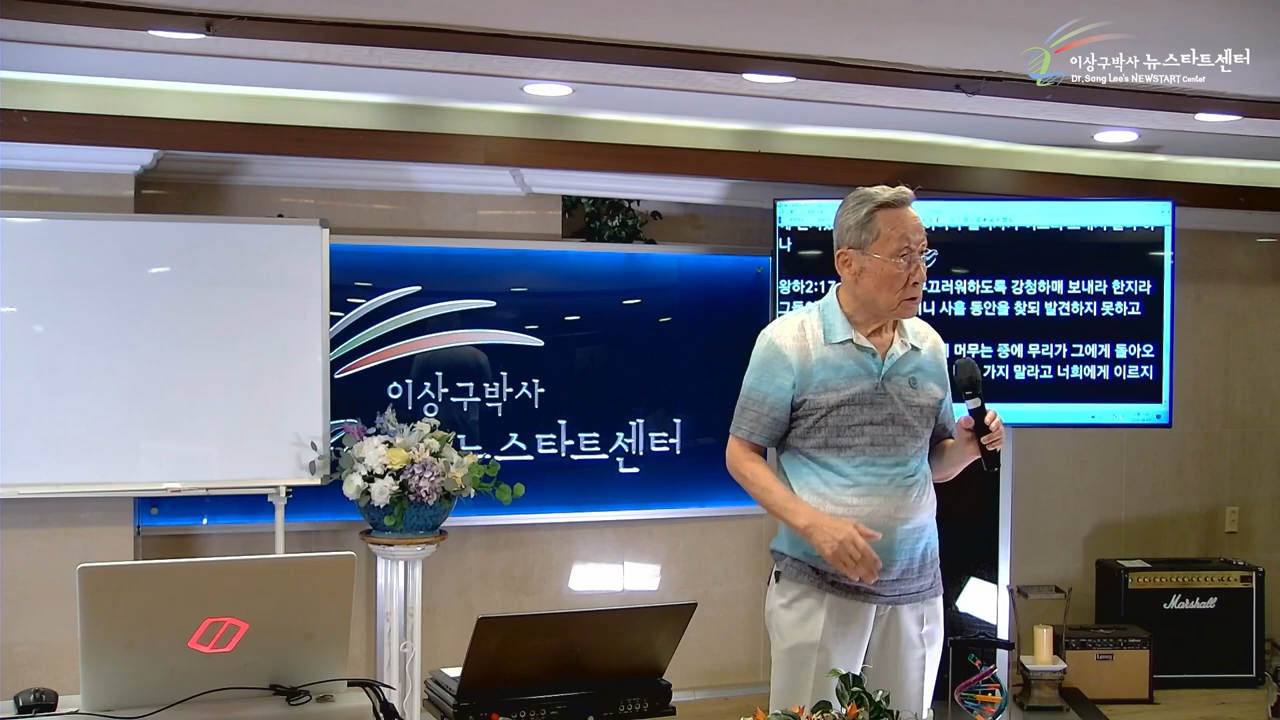 이상구박사 뉴스타트센터
Dr. Sang Lee's NEWSTART Center
나
왕하2:17 끄러워하도록 강청하매 보내라 한지라
니 사흘 동안을 찾되 발견하지 못하고
머무는 중에 무리가 그에게 돌아오
가지 말라고 너희에게 이르지
이상구박사
뉴스타트센터
Marshall
Laney